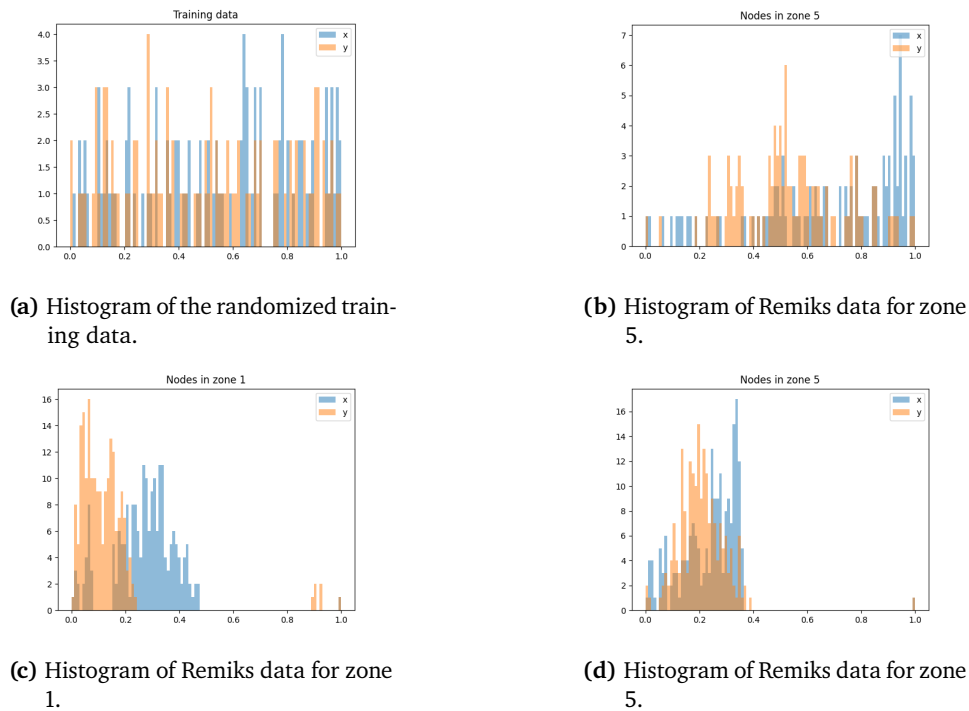 Training data
x
y
4.0
3.5
3.0
2.5
2.0
1.5
1.0
0.5
0.0
0.0 0.2 0.4 0.6 0.8 1.0
(a) Histogram of the randomized train-
ing data.
Nodes in zone 5
x
y
7
6
5
4
3
2
1
0
0.0 0.2 0.4 0.6 0.8 1.0
(b) Histogram of Remiks data for zone
5.
Nodes in zone 1
x
y
16
14
12
10
8
6
4
2
0
0.0 0.2 0.4 0.6 0.8 1.0
(c) Histogram of Remiks data for zone
1.
Nodes in zone 5
x
y
16
14
12
10
8
6
4
2
0
0.0 0.2 0.4 0.6 0.8 1.0
(d) Histogram of Remiks data for zone
5.